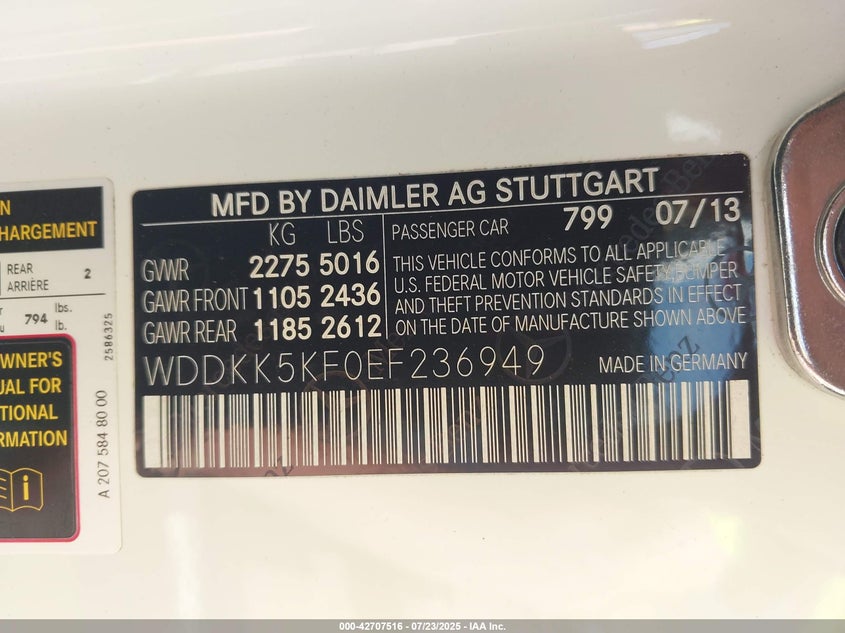 N
HARGEMENT
REAR
ARRIÈRE
2
794
lbs.
lb.
2586325
WNER'S
UAL FOR
TIONAL
RMATION
i
A 207 584 80 00
MFD BY DAIMLER AG STUTTGART
KG LBS
GVWR 2275 5016
GAWR FRONT 1105 2436
GAWR REAR 1185 2612
PASSENGER CAR 799 07/13
THIS VEHICLE CONFORMS TO ALL APPLICABLE
U.S. FEDERAL MOTOR VEHICLE SAFETY,BUMPER
AND THEFT PREVENTION STANDARDS IN EFFECT
ON THE DATE OF MANUFACTURE SHOWN ABOVE
WDDKK5KF0EF236949 MADE IN GERMANY
000-42707516 - 07/23/2025 - IAA Inc.